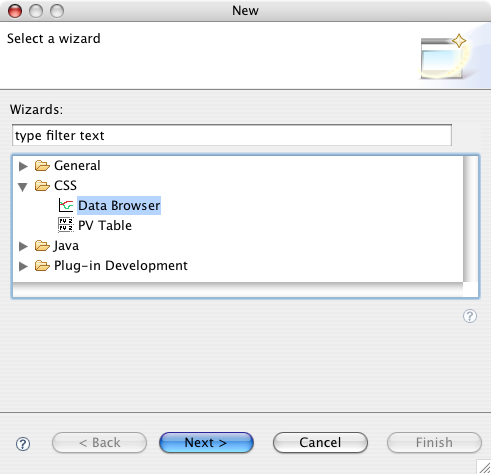 New
Select a wizard
Wizards:
type filter text
General
CSS
Data Browser
PV Table
Java
Plug-in Development
?
? < Back Next > Cancel Finish